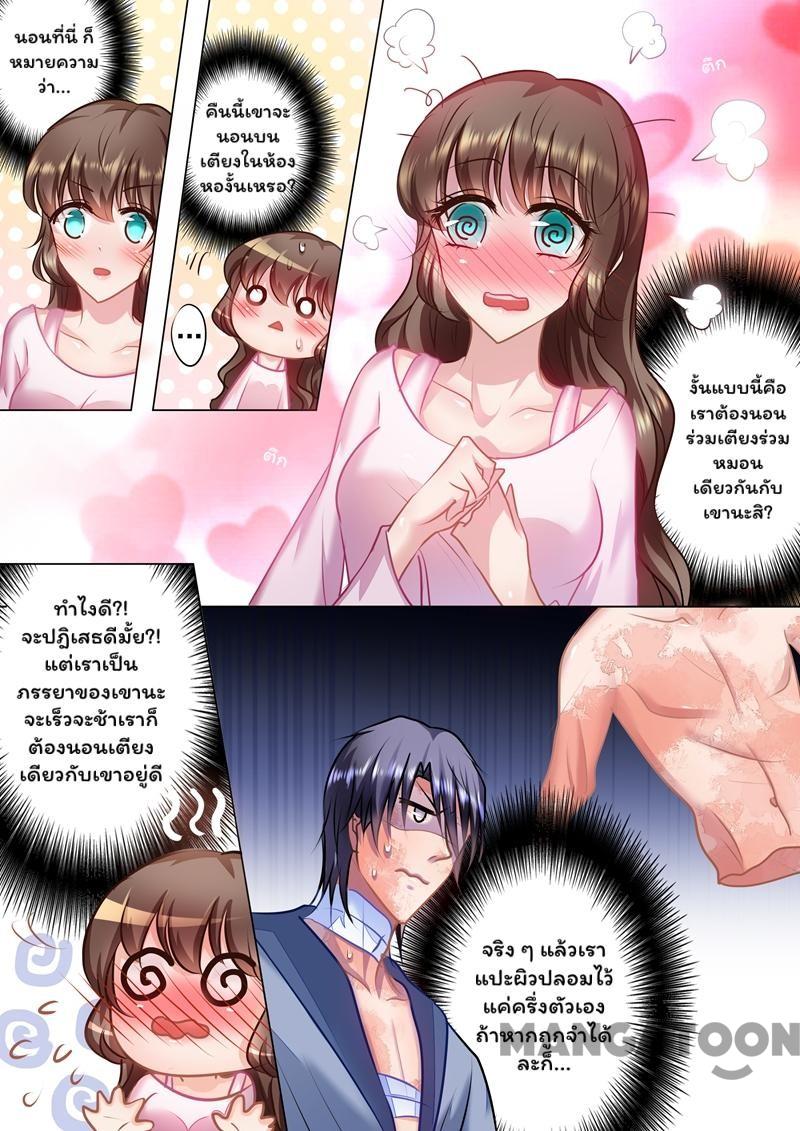 นอนที่นี่ ก็
หมายความ
ว่า...
คืนนี้เขาจะ
นอนบน
เตียงในห้อง
หองั้นเหรอ?
...
ตึก
งั้นแบบนี้คือ
เราต้องนอน
ร่วมเตียงร่วม
หมอน
เดียวกันกับ
เขานะสิ?
ตึก
ทำไงดี?!
จะปฎิเสธดีมั้ย?!
แต่เราเป็น
ภรรยาของเขานะ
จะเร็วจะช้าเราก็
ต้องนอนเตียง
เดียวกับเขาอยู่ดี
จริง ๆ แล้วเรา
แปะผิวปลอมไว้
แค่ครึ่งตัวเอง
ถ้าหากถูกจำได้
ละก็...
MANGATOON